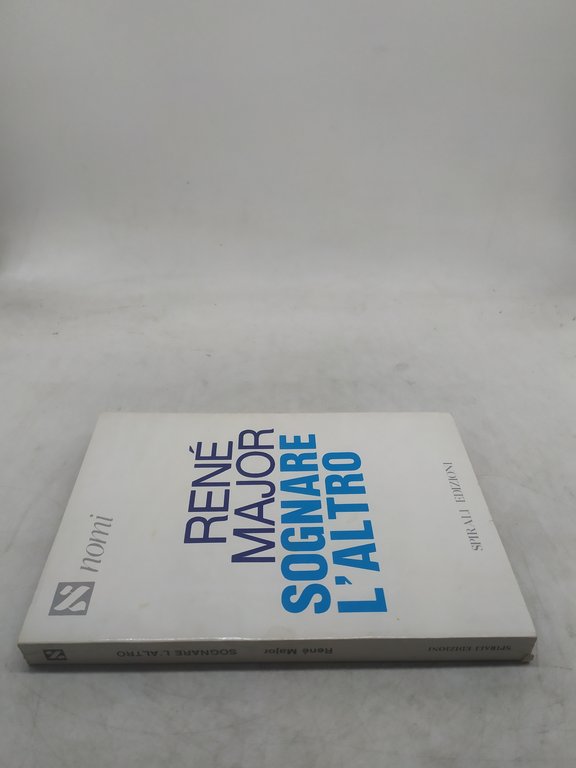 nomi
RENÉ
MAJOR
SOGNARE
L'ALTRO
SPIRALI EDIZIONI
René Major SOGNARE L'ALTRO SPIRALI EDIZIONI